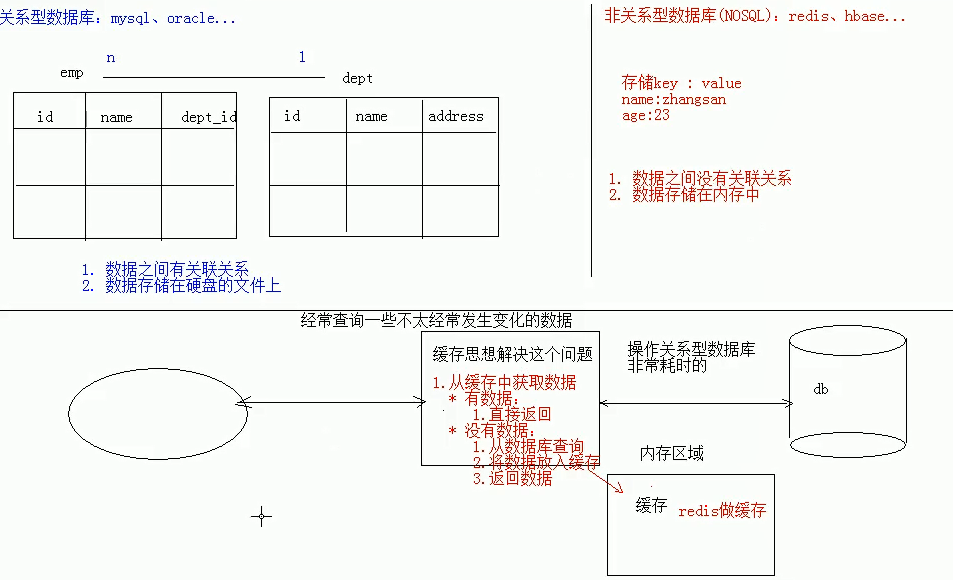 关系型数据库：mysql、oracle...
n
1
emp
dept
id
name
dept_id
id
name
address
1. 数据之间有关联关系
2. 数据存储在硬盘的文件上
非关系型数据库(NOSQL)：redis、hbase...
存储key : value
name:zhangsan
age:23
1. 数据之间没有关联关系
2. 数据存储在内存中
经常查询一些不太经常发生变化的数据
缓存思想解决这个问题
1.从缓存中获取数据
* 有数据：
1.直接返回
* 没有数据：
1.从数据库查询
2.将数据放入缓存
3.返回数据
操作关系型数据库
非常耗时的
db
内存区域
缓存
redis做缓存